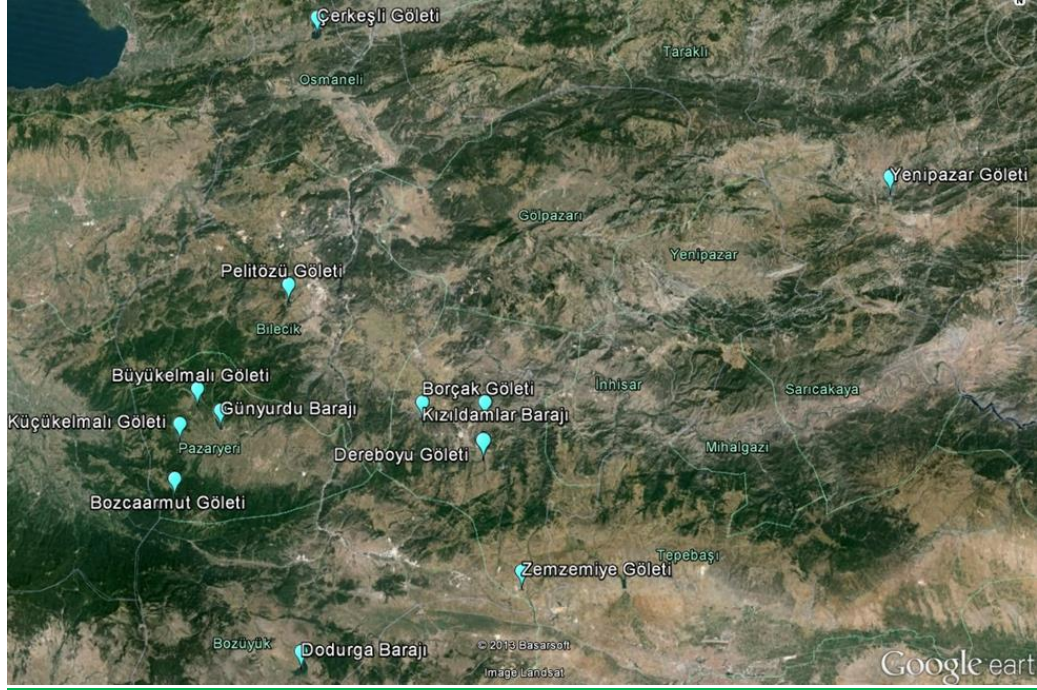 Çerkeşli Göleti
Taraklı
Osmaneli
Yenipazar Göleti
Gölpazarı
Yenipazar
Pelitözü Göleti
Bilecik
Büyükelmalı Göleti
İnhisar
Borçak Göleti
Sarıcakaya
Günyurdu Barajı
Kızıldamlar Barajı
Küçükelmalı Göleti
Pazaryeri
Mihalgazi
Dereboyu Göleti
Bozcaarmut Göleti
Tepebaşı
Zemzemiye Göleti
Bozüyük
Dodurga Barajı
© 2013 Basarsoft
Image Landsat
Google eart